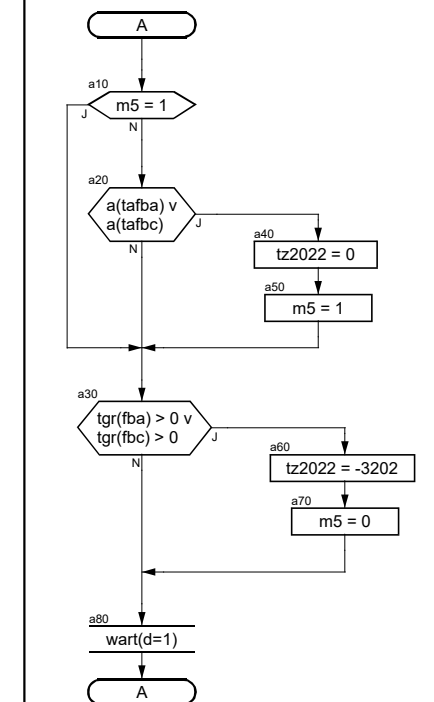 A
a10
m5 = 1
J
N
a20
a(tafba) v
a(tafbc)
J
N
a40
tz2022 = 0
a50
m5 = 1
a30
tgr(fba) > 0 v
tgr(fbc) > 0
J
N
a60
tz2022 = -3202
a70
m5 = 0
a80
wart(d=1)
A